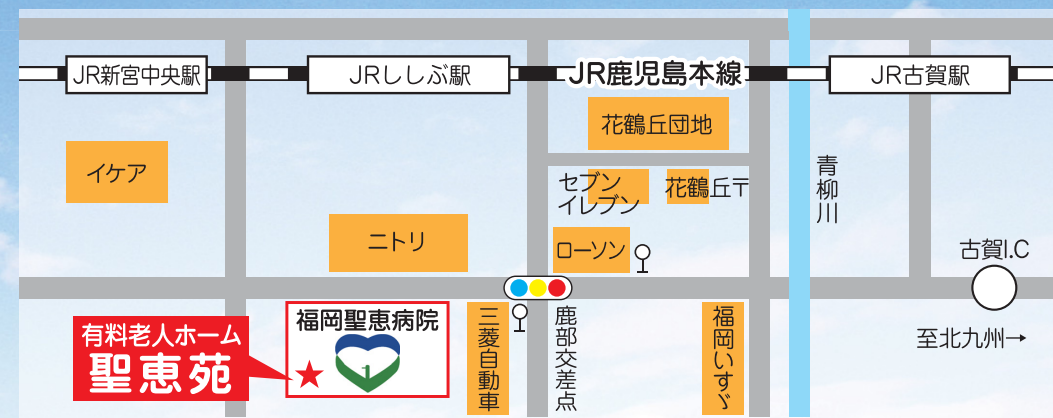 JR新宮中央駅
JRししぶ駅
JR鹿児島本線
JR古賀駅
花鶴丘団地
イケア
セブン
イレブン
花鶴丘〒
青柳川
ニトリ
ローソン
古賀I.C
有料老人ホーム
聖恵苑
福岡聖恵病院
三菱自動車
鹿部交差点
福岡いすゞ
至北九州→